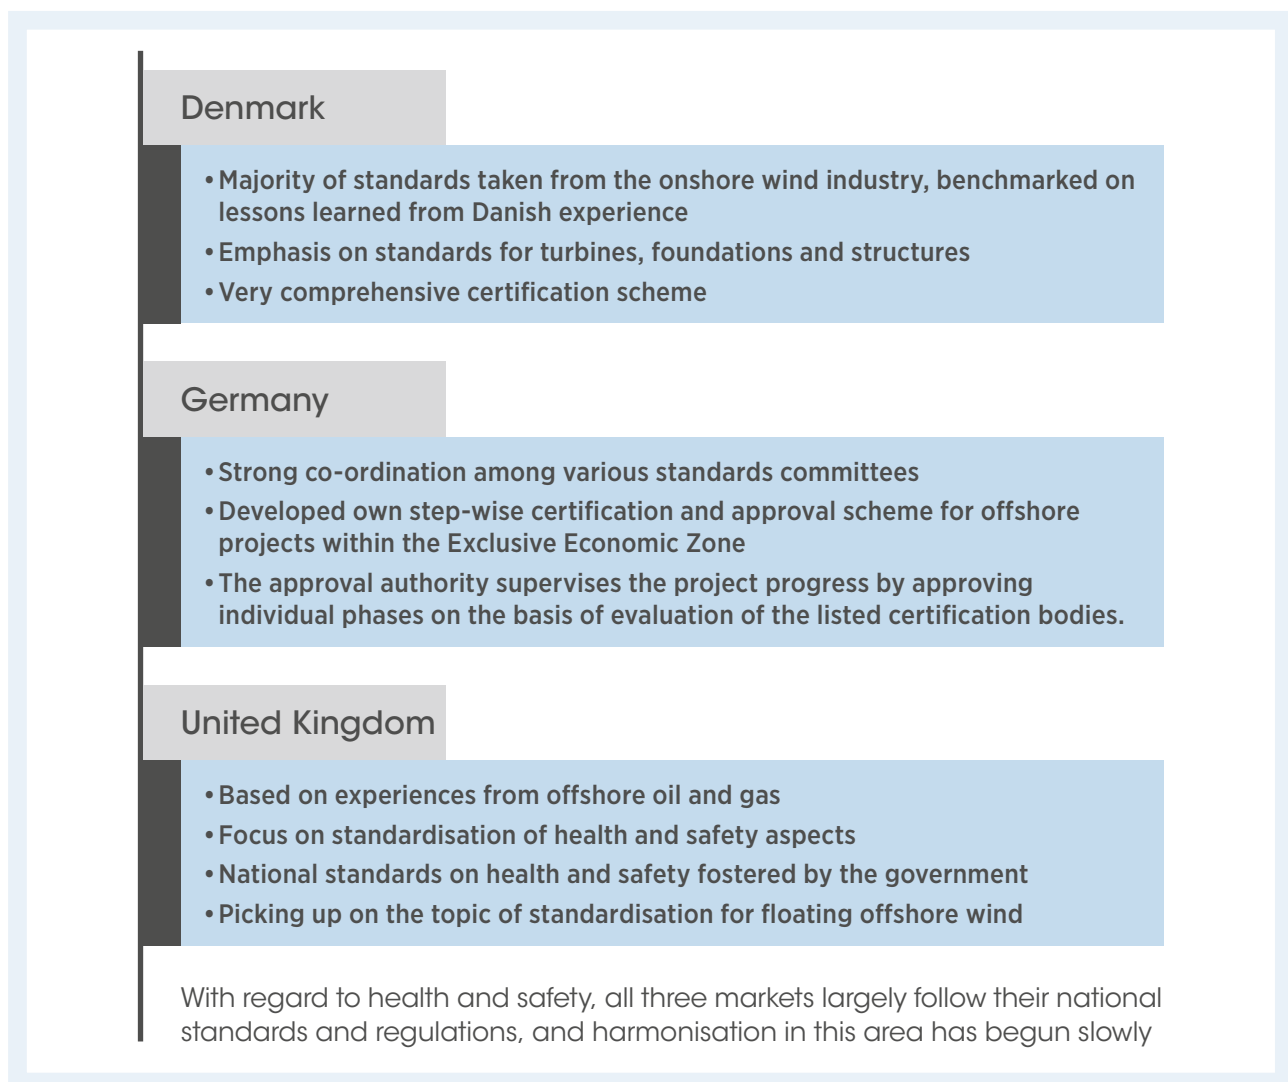 Denmark
• Majority of standards taken from the onshore wind industry, benchmarked on
lessons learned from Danish experience
• Emphasis on standards for turbines, foundations and structures
• Very comprehensive certification scheme
Germany
• Strong co-ordination among various standards committees
• Developed own step-wise certification and approval scheme for offshore
projects within the Exclusive Economic Zone
• The approval authority supervises the project progress by approving
individual phases on the basis of evaluation of the listed certification bodies.
United Kingdom
• Based on experiences from offshore oil and gas
• Focus on standardisation of health and safety aspects
• National standards on health and safety fostered by the government
• Picking up on the topic of standardisation for floating offshore wind
With regard to health and safety, all three markets largely follow their national
standards and regulations, and harmonisation in this area has begun slowly